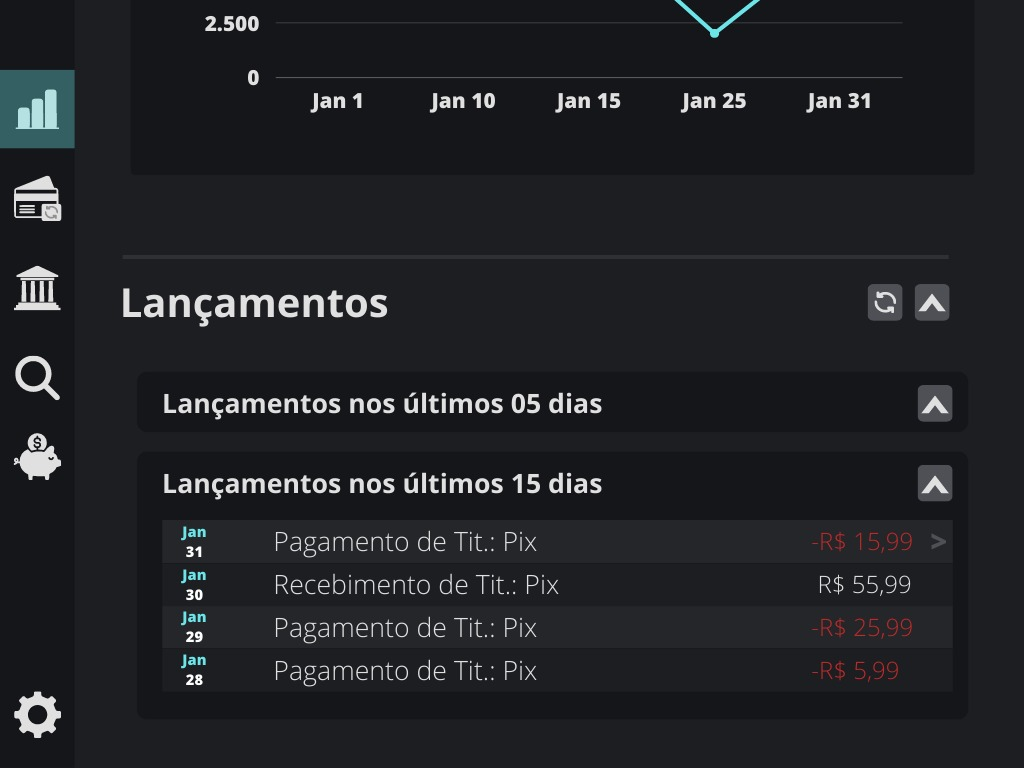 2.500
0
Jan 1 Jan 10 Jan 15 Jan 25 Jan 31
$
Lançamentos
Lançamentos nos últimos 05 dias
Lançamentos nos últimos 15 dias
Jan 31 Pagamento de Tit.: Pix -R$ 15,99 >
Jan 30 Recebimento de Tit.: Pix R$ 55,99
Jan 29 Pagamento de Tit.: Pix -R$ 25,99
Jan 28 Pagamento de Tit.: Pix -R$ 5,99